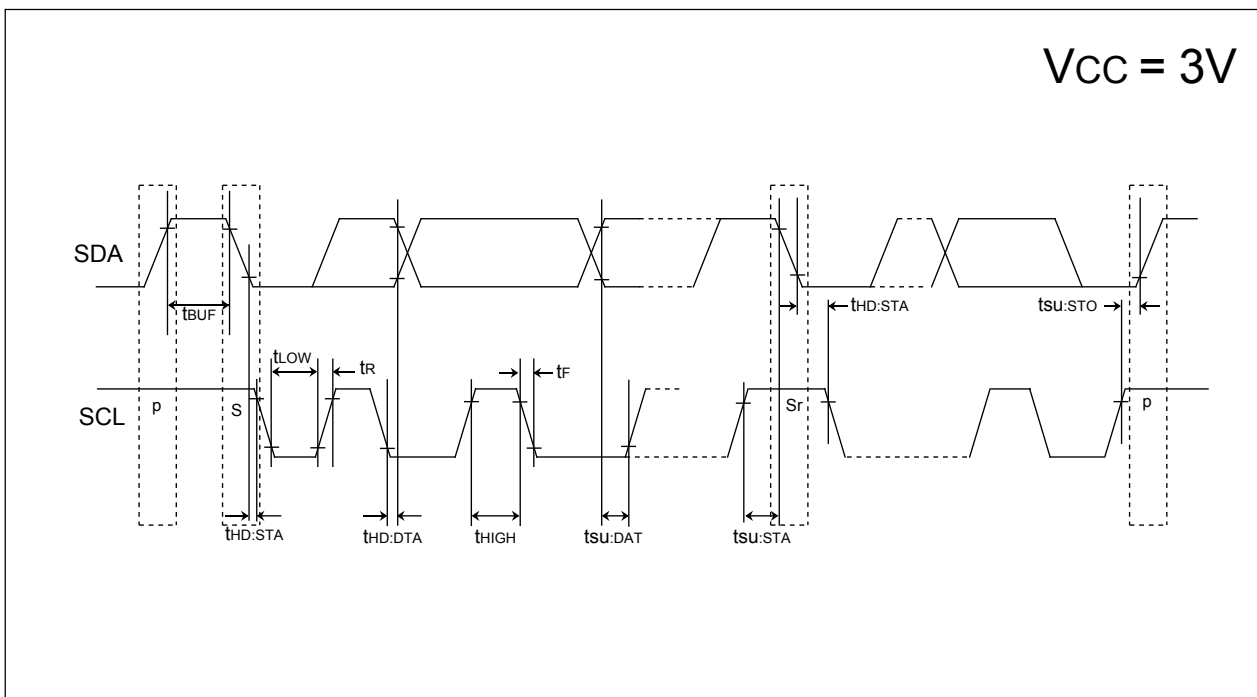 VCC = 3V
SDA
tBUF
tHD:STA
tsu:STO
tLOW
tR
tF
SCL
p
S
Sr
p
tHD:STA
tHD:DTA
tHIGH
tsu:DAT
tsu:STA